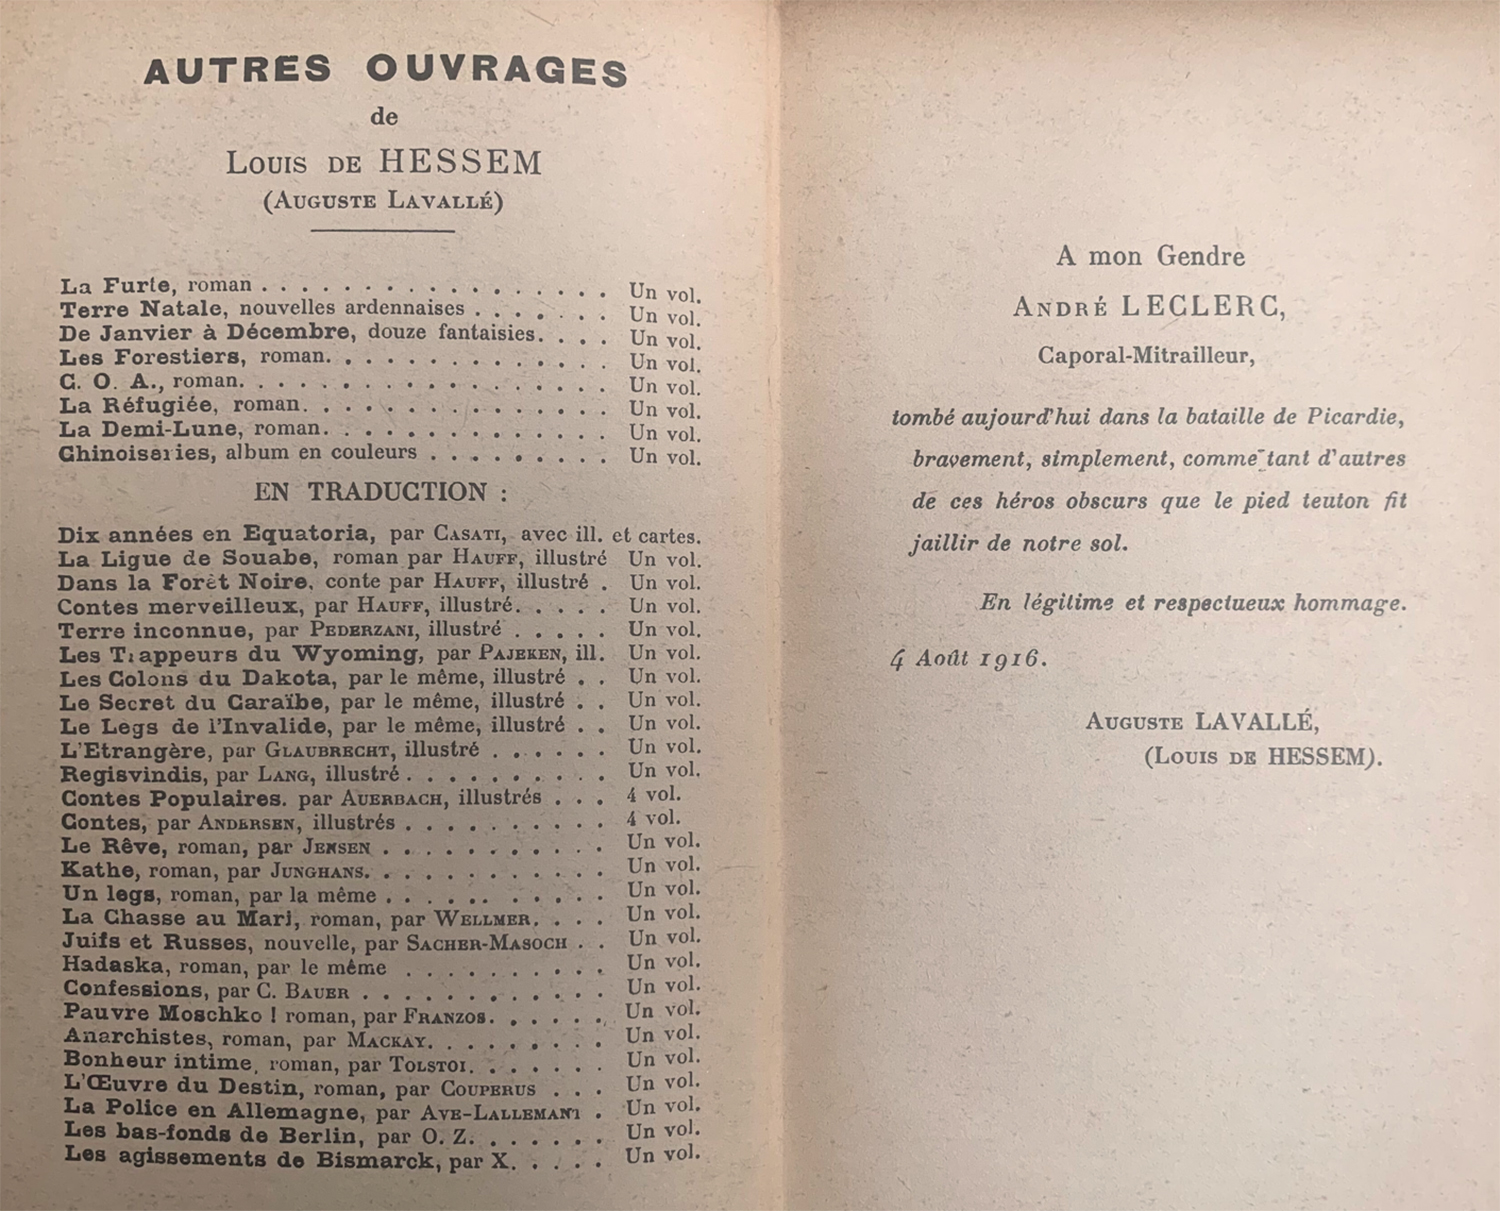 AUTRES OUVRAGES
de
Louis de HESSEM
(Auguste Lavallé)
La Furie, roman . . . . . . . . . . . . . . . Un vol.
Terre Natale, nouvelles ardennaises . . . . . . Un vol.
De Janvier à Décembre, douze fantaisies. . . . Un vol.
Les Forestiers, roman. . . . . . . . . . . . Un vol.
C. O. A., roman. . . . . . . . . . . . . . . Un vol.
La Réfugiée, roman. . . . . . . . . . . . . Un vol.
La Demi-Lune, roman. . . . . . . . . . . . Un vol.
Chinoiseries, album en couleurs . . . . . . . Un vol.
EN TRADUCTION :
Dix années en Equatoria, par Casati, avec ill. et cartes.
La Ligue de Souabe, roman par Hauff, illustré Un vol.
Dans la Forêt Noire, conte par Hauff, illustré . Un vol.
Contes merveilleux, par Hauff, illustré. . . . . Un vol.
Terre inconnue, par Pederzani, illustré . . . . . Un vol.
Les Trappeurs du Wyoming, par Pajeken, ill. Un vol.
Les Colons du Dakota, par le même, illustré . . Un vol.
Le Secret du Caraïbe, par le même, illustré . . Un vol.
Le Legs de l'Invalide, par le même, illustré . . Un vol.
L'Etrangère, par Glaubrecht, illustré . . . . . . Un vol.
Regisvindis, par Lang, illustré . . . . . . . . . Un vol.
Contes Populaires. par Auerbach, illustrés . . . 4 vol.
Contes, par Andersen, illustrés . . . . . . . . . 4 vol.
Le Rêve, roman, par Jensen . . . . . . . . . . Un vol.
Kathe, roman, par Junghans. . . . . . . . . . Un vol.
Un legs, roman, par la même . . . . . . . . . . Un vol.
La Chasse au Mari, roman, par Wellmer. . . . Un vol.
Juifs et Russes, nouvelle, par Sacher-Masoch . . Un vol.
Hadaska, roman, par le même . . . . . . . . . Un vol.
Confessions, par C. Bauer . . . . . . . . . . . Un vol.
Pauvre Moschko ! roman, par Franzos. . . . . . Un vol.
Anarchistes, roman, par Mackay. . . . . . . . Un vol.
Bonheur intime, roman, par Tolstoi. . . . . . . Un vol.
L'Œuvre du Destin, roman, par Couperus . . . Un vol.
La Police en Allemagne, par Ave-Lallemant . Un vol.
Les bas-fonds de Berlin, par O. Z. . . . . . . Un vol.
Les agissements de Bismarck, par X. . . . . Un vol.
A mon Gendre
André LECLERC,
Caporal-Mitrailleur,
tombé aujourd'hui dans la bataille de Picardie,
bravement, simplement, comme tant d'autres
de ces héros obscurs que le pied teuton fit
jaillir de notre sol.
En légitime et respectueux hommage.
4 Août 1916.
Auguste LAVALLÉ,
(Louis de HESSEM).